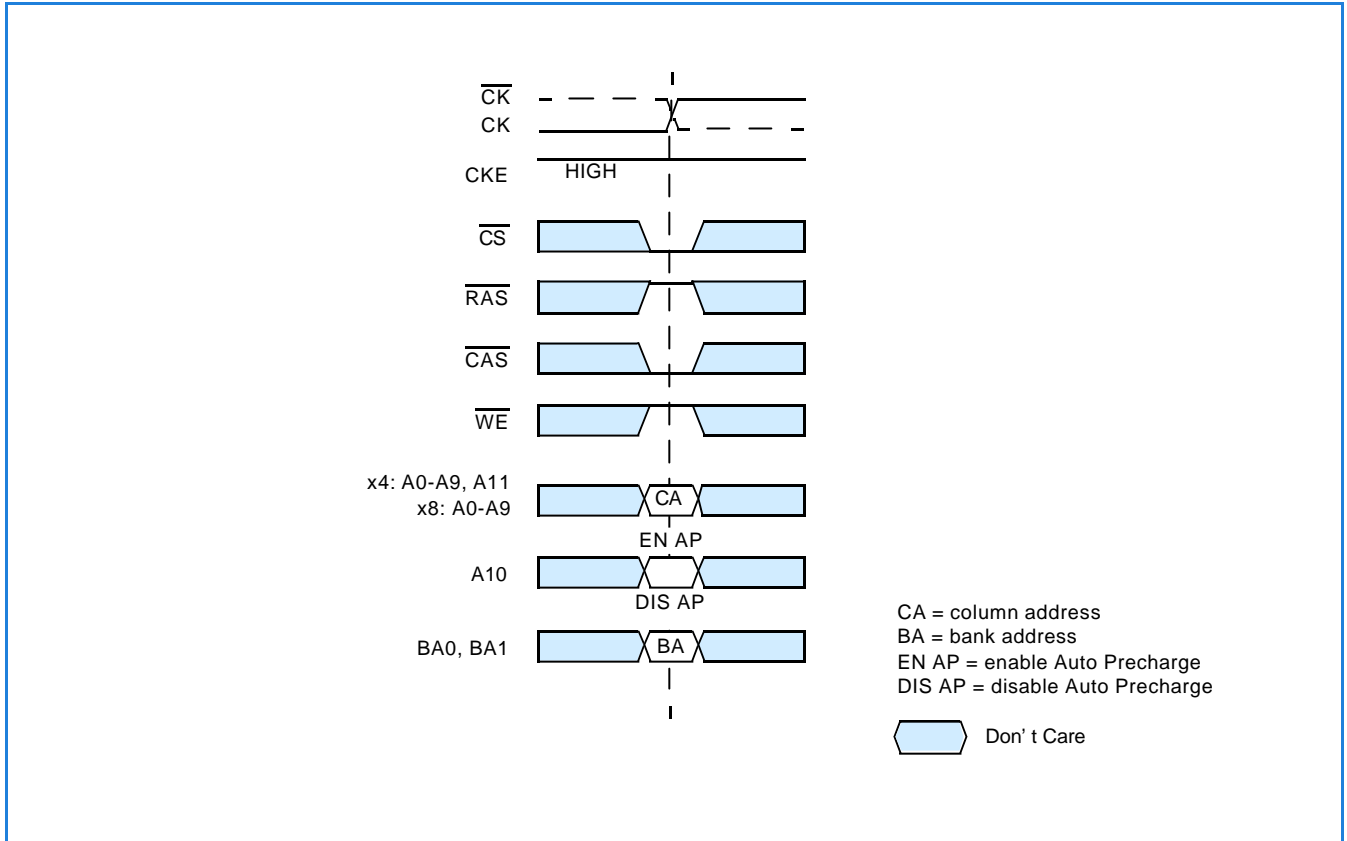 CK
CK
CKE
HIGH
CS
RAS
CAS
WE
x4: A0-A9, A11
x8: A0-A9
CA
EN AP
A10
DIS AP
BA0, BA1
BA
CA = column address
BA = bank address
EN AP = enable Auto Precharge
DIS AP = disable Auto Precharge
Don' t Care